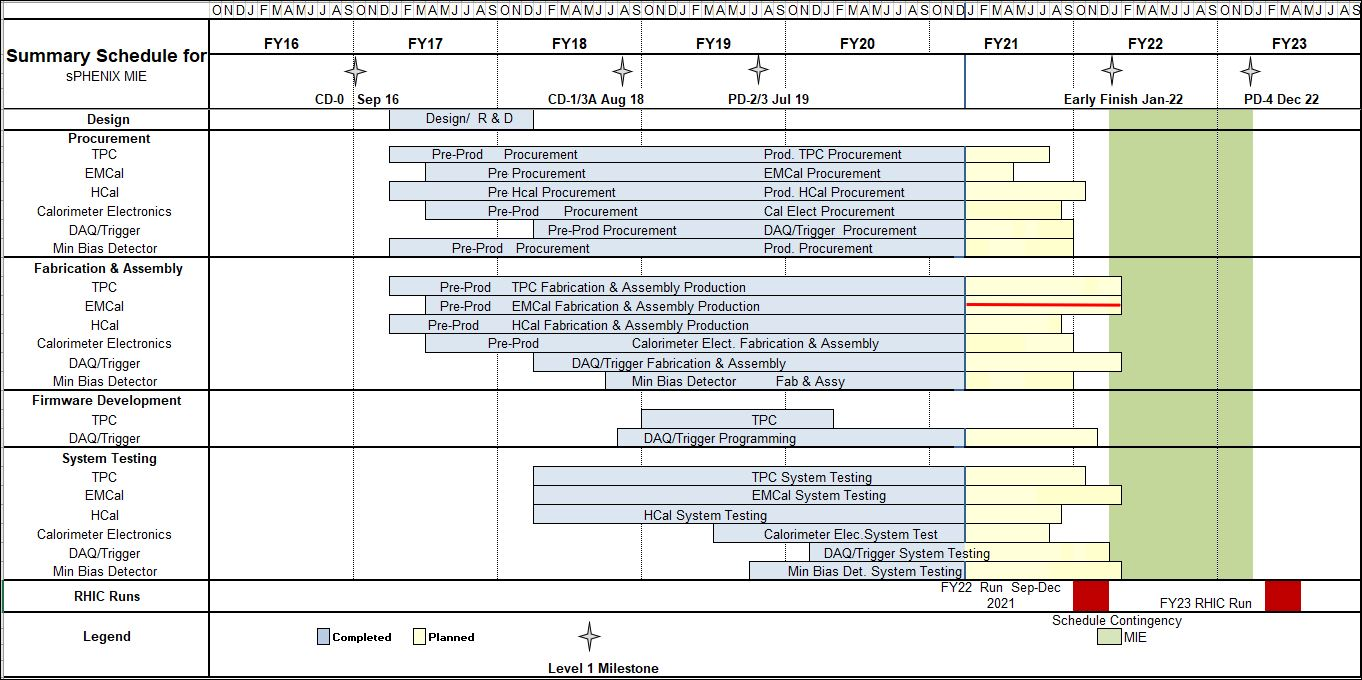 O N D J F M A M J J A S O N D J F M A M J J A S O N D J F M A M J J A S O N D J F M A M J J A S O N D J F M A M J J A S O N D J F M A M J J A S O N D J F M A M J J A S O N D J F M A M J J A S
FY16 FY17 FY18 FY19 FY20 FY21 FY22 FY23
Summary Schedule for
sPHENIX MIE
CD-0 Sep 16 CD-1/3A Aug 18 PD-2/3 Jul 19 Early Finish Jan-22 PD-4 Dec 22
Design Design/ R & D
Procurement
TPC Pre-Prod Procurement Prod. TPC Procurement
EMCal Pre Procurement EMCal Procurement
HCal Pre Hcal Procurement Prod. HCal Procurement
Calorimeter Electronics Pre-Prod Procurement Cal Elect Procurement
DAQ/Trigger Pre-Prod Procurement DAQ/Trigger Procurement
Min Bias Detector Pre-Prod Procurement Prod. Procurement
Fabrication & Assembly
TPC Pre-Prod TPC Fabrication & Assembly Production
EMCal Pre-Prod EMCal Fabrication & Assembly Production
HCal Pre-Prod HCal Fabrication & Assembly Production
Calorimeter Electronics Pre-Prod Calorimeter Elect. Fabrication & Assembly
DAQ/Trigger DAQ/Trigger Fabrication & Assembly
Min Bias Detector Min Bias Detector Fab & Assy
Firmware Development
TPC TPC
DAQ/Trigger DAQ/Trigger Programming
System Testing
TPC TPC System Testing
EMCal EMCal System Testing
HCal HCal System Testing
Calorimeter Electronics Calorimeter Elec.System Test
DAQ/Trigger DAQ/Trigger System Testing
Min Bias Detector Min Bias Det. System Testing
RHIC Runs FY22 Run Sep-Dec
2021 FY23 RHIC Run
Schedule Contingency
Legend Completed Planned MIE
Level 1 Milestone